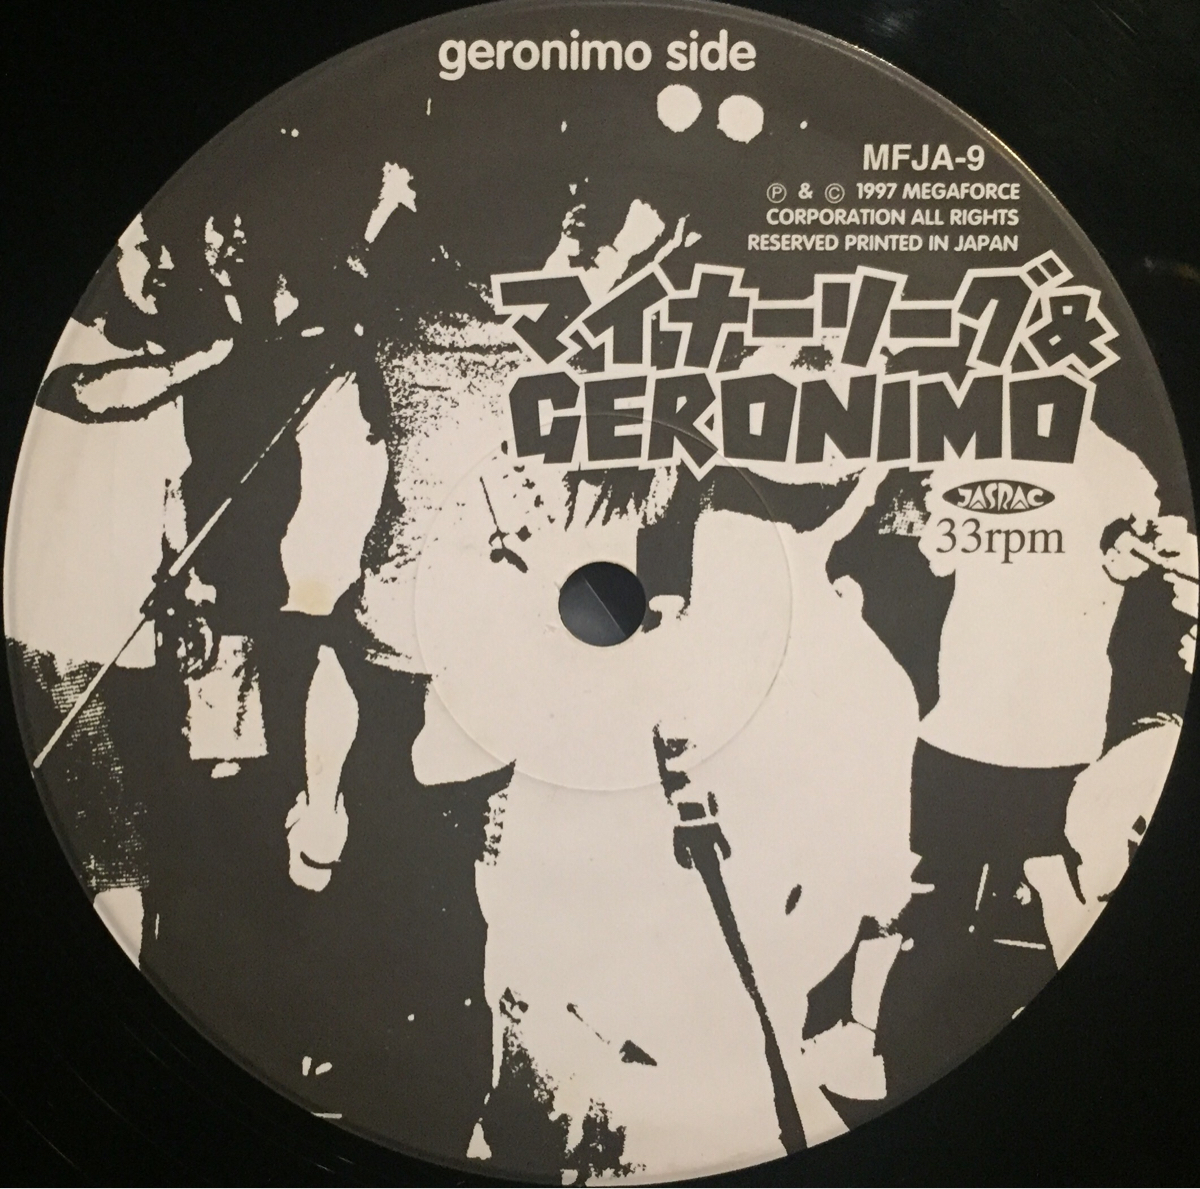 geronimo side
MFJA-9
Ⓟ & © 1997 MEGAFORCE
CORPORATION ALL RIGHTS
RESERVED PRINTED IN JAPAN
マイナーリーグ&
GERONIMO
JASRAC
33rpm